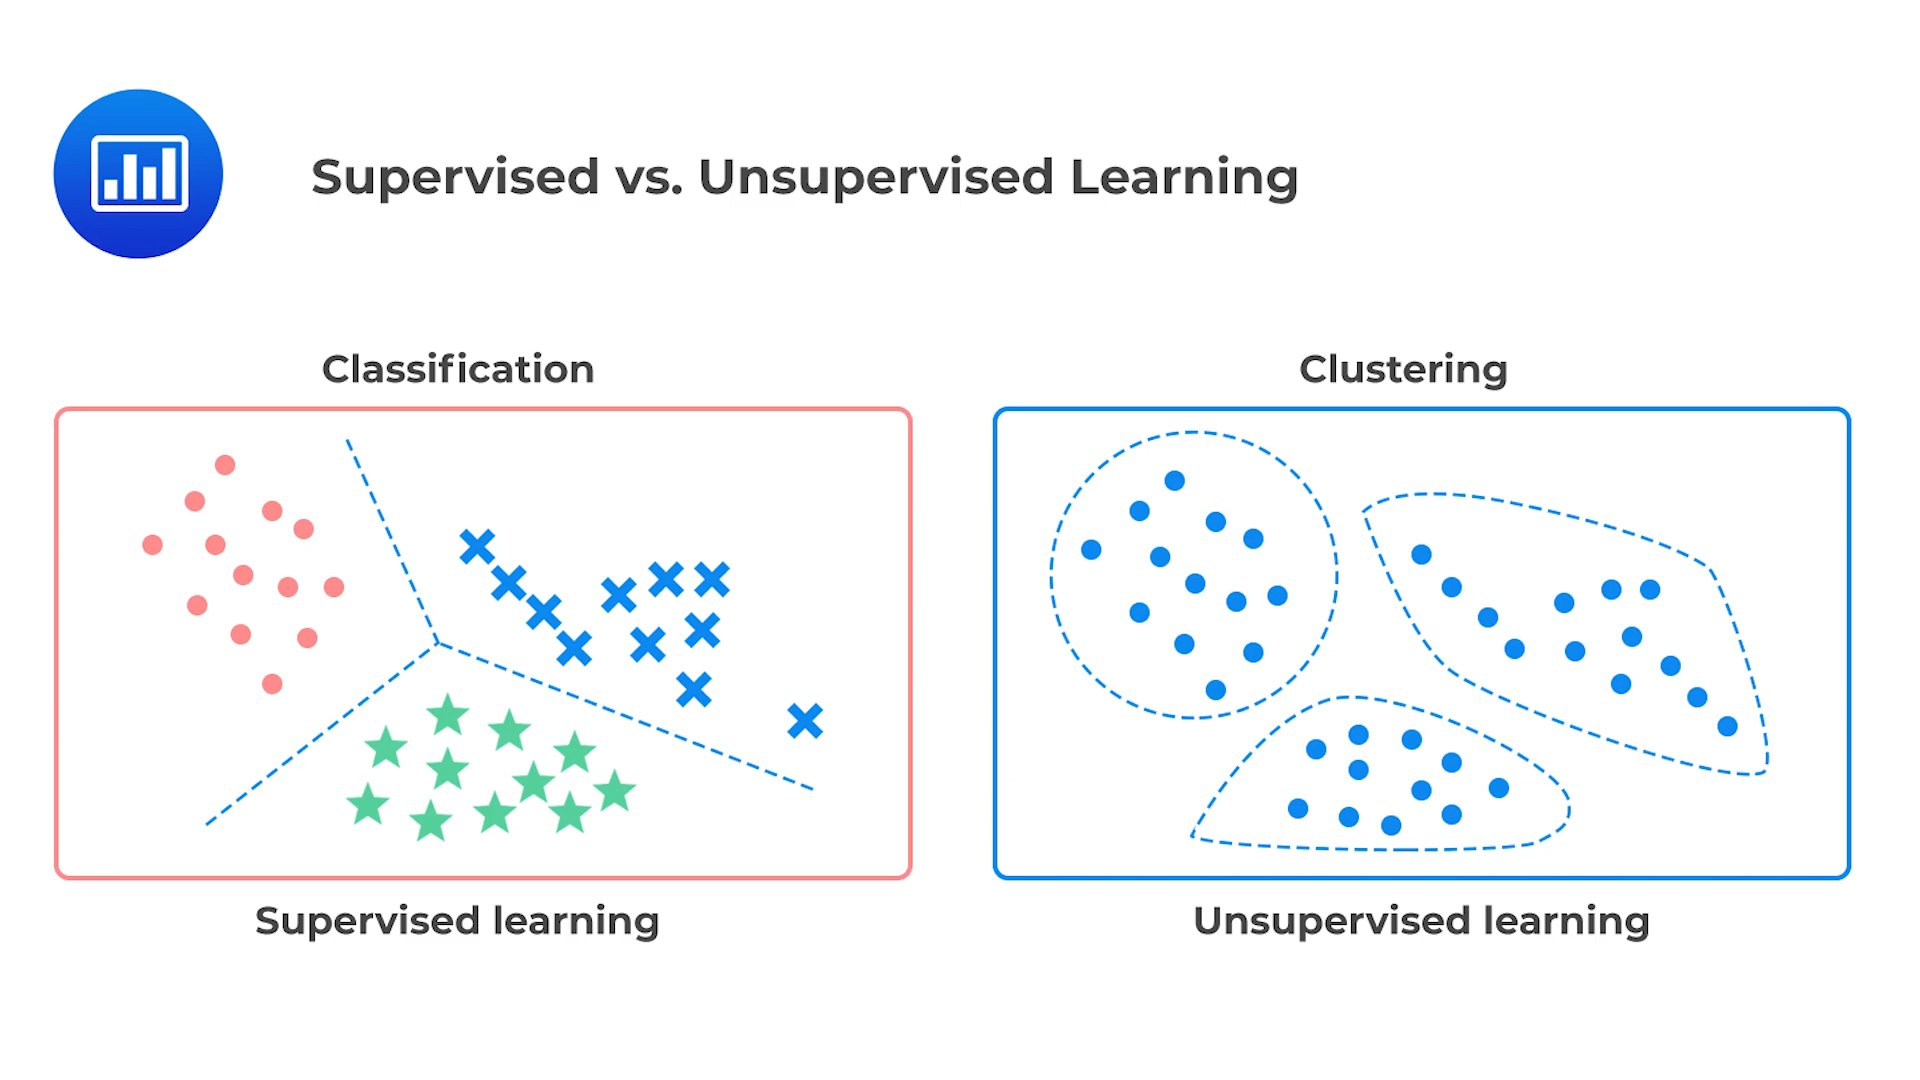 Supervised vs. Unsupervised Learning
Classification
Clustering
Supervised learning
Unsupervised learning